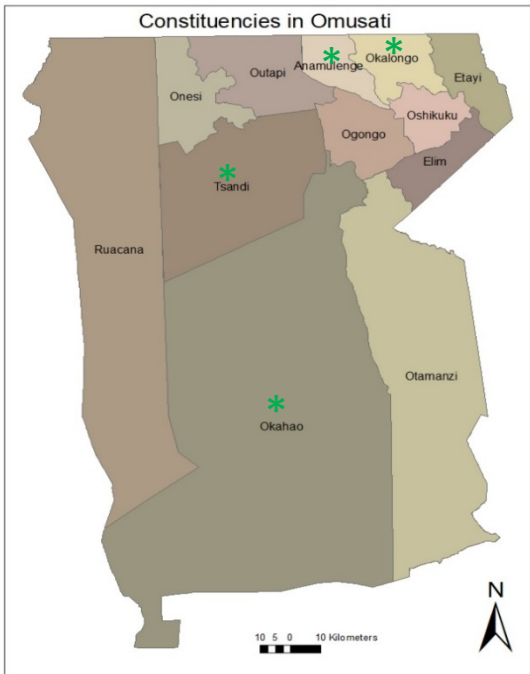 Constituencies in Omusati
Okalongo
Anamulenge
Outapi
Etayi
Onesi
Oshikuku
Ogongo
Elim
Tsandi
Ruacana
Otamanzi
Okahao
N
10 5 0 10 Kilometers